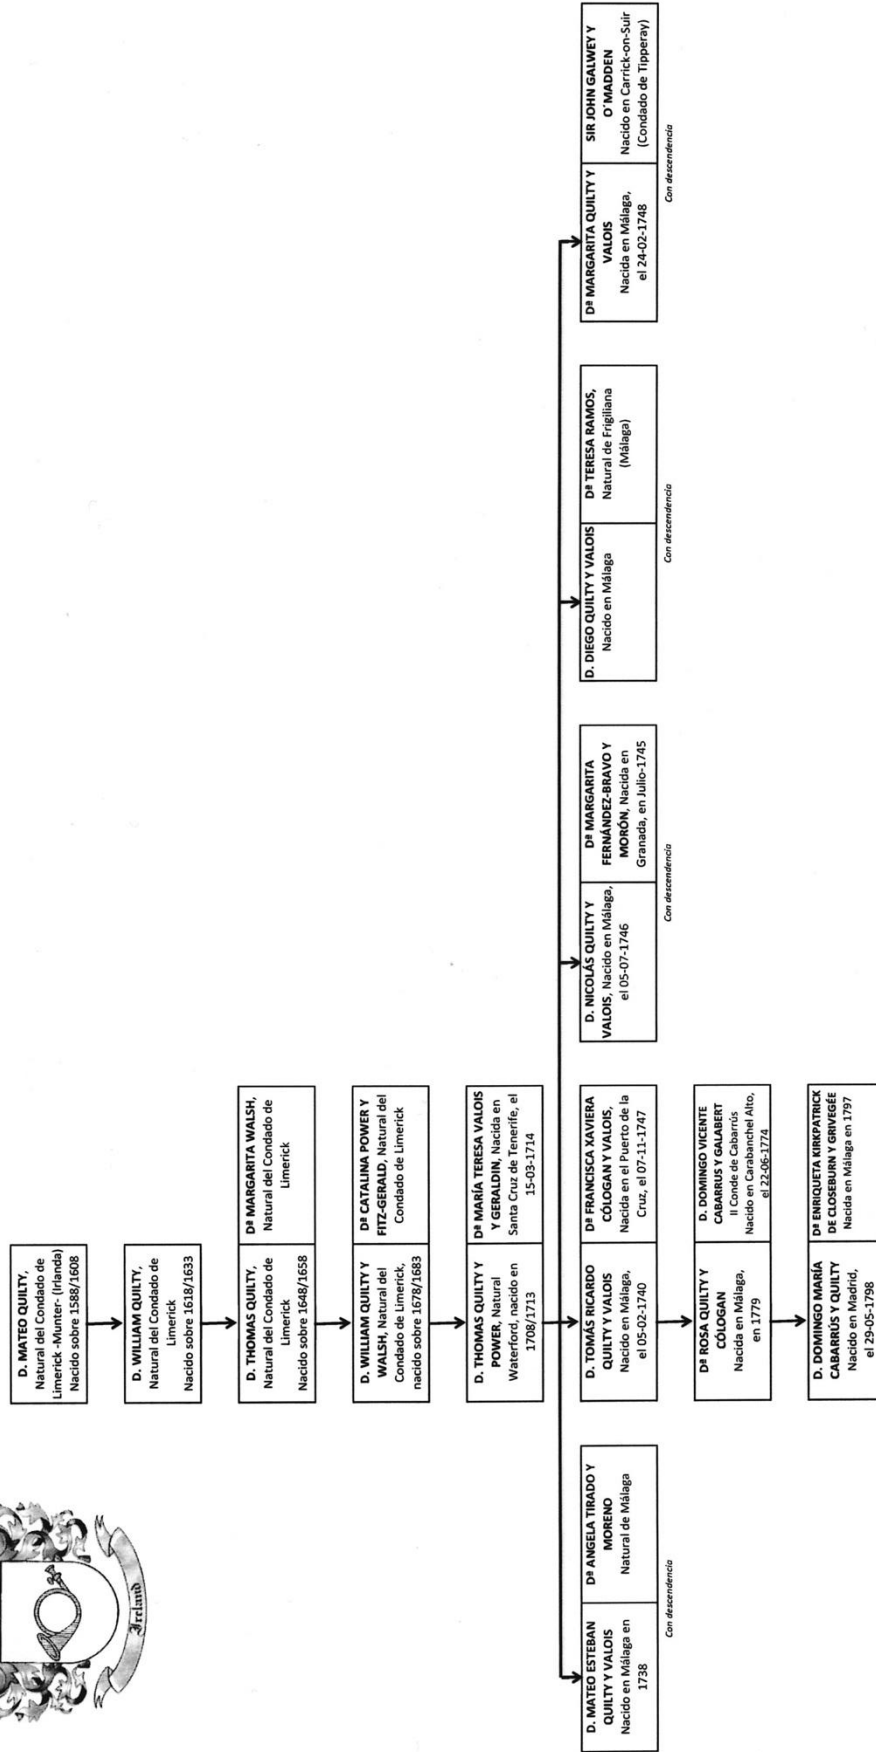 Ireland
D. MATEO QUILTY,
Natural del Condado de
Limerick -Munter- (Irlanda)
Nacido sobre 1588/1608
D. WILLIAM QUILTY,
Natural del Condado de
Limerick
Nacido sobre 1618/1633
D. THOMAS QUILTY,
Natural del Condado de
Limerick
Nacido sobre 1648/1658
Dª MARGARITA WALSH,
Natural del Condado de
Limerick
D. WILLIAM QUILTY Y
WALSH, Natural del
Condado de Limerick,
nacido sobre 1678/1683
Dª CATALINA POWER Y
FITZ-GERALD, Natural del
Condado de Limerick
D. THOMAS QUILTY Y
POWER, Natural
Waterford, nacido en
1708/1713
Dª MARÍA TERESA VALOIS
Y GERALDIN, Nacida en
Santa Cruz de Tenerife, el
15-03-1714
D. MATEO ESTEBAN
QUILTY Y VALOIS
Nacido en Málaga en
1738
Dª ANGELA TIRADO Y
MORENO
Natural de Málaga
Con descendencia
D. TOMÁS RICARDO
QUILTY Y VALOIS
Nacido en Málaga,
el 05-02-1740
Dª FRANCISCA XAVIERA
CÓLOGAN Y VALOIS,
Nacida en el Puerto de la
Cruz, el 07-11-1747
D. NICOLÁS QUILTY Y
VALOIS, Nacido en Málaga,
el 05-07-1746
Dª MARGARITA
FERNÁNDEZ-BRAVO Y
MORÓN, Nacida en
Granada, en Julio-1745
Con descendencia
D. DIEGO QUILTY Y VALOIS
Nacido en Málaga
Dª TERESA RAMOS,
Natural de Frigiliana
(Málaga)
Con descendencia
Dª MARGARITA QUILTY Y
VALOIS
Nacida en Málaga,
el 24-02-1748
SIR JOHN GALWEY Y
O´MADDEN
Nacido en Carrick-on-Suir
(Condado de Tipperay)
Con descendencia
Dª ROSA QUILTY Y
CÓLOGAN
Nacida en Málaga,
en 1779
D. DOMINGO VICENTE
CABARRUS Y GALABERT
II Conde de Cabarrús
Nacido en Carabanchel Alto,
el 22-06-1774
D. DOMINGO MARÍA
CABARRÚS Y QUILTY
Nacido en Madrid,
el 29-05-1798
Dª ENRIQUETA KIRKPATRICK
DE CLOSEBURN Y GRIVEGÉE
Nacida en Málaga en 1797